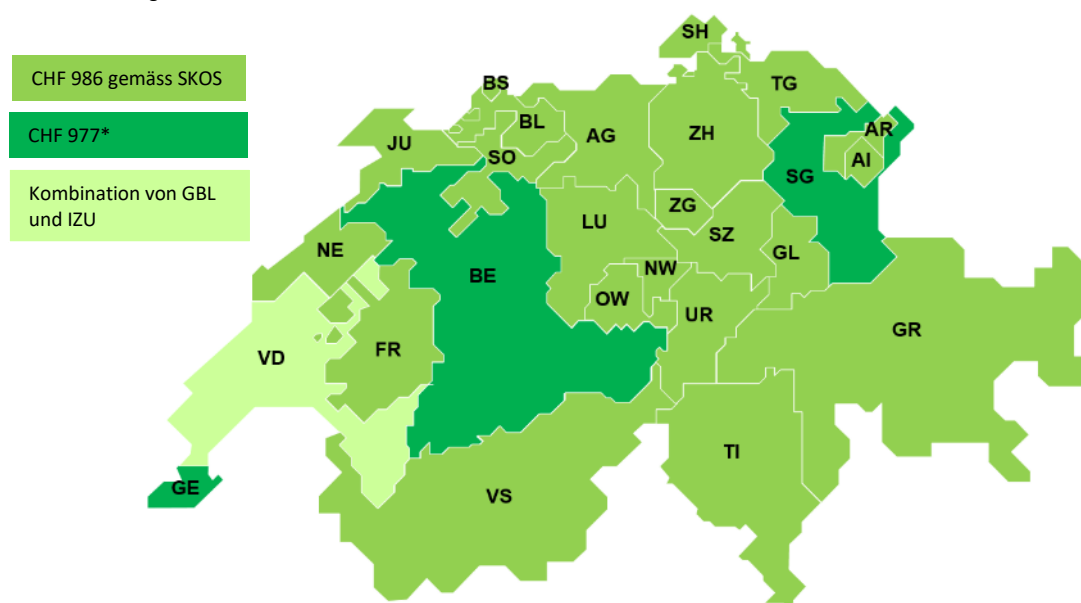 CHF 986 gemäss SKOS
CHF 977*
Kombination von GBL
und IZU
SH
BS
TG
BL
AG
ZH
AR
JU
SO
AI
SG
ZG
LU
SZ
NE
GL
NW
BE
OW
UR
GR
FR
VD
TI
GE
VS